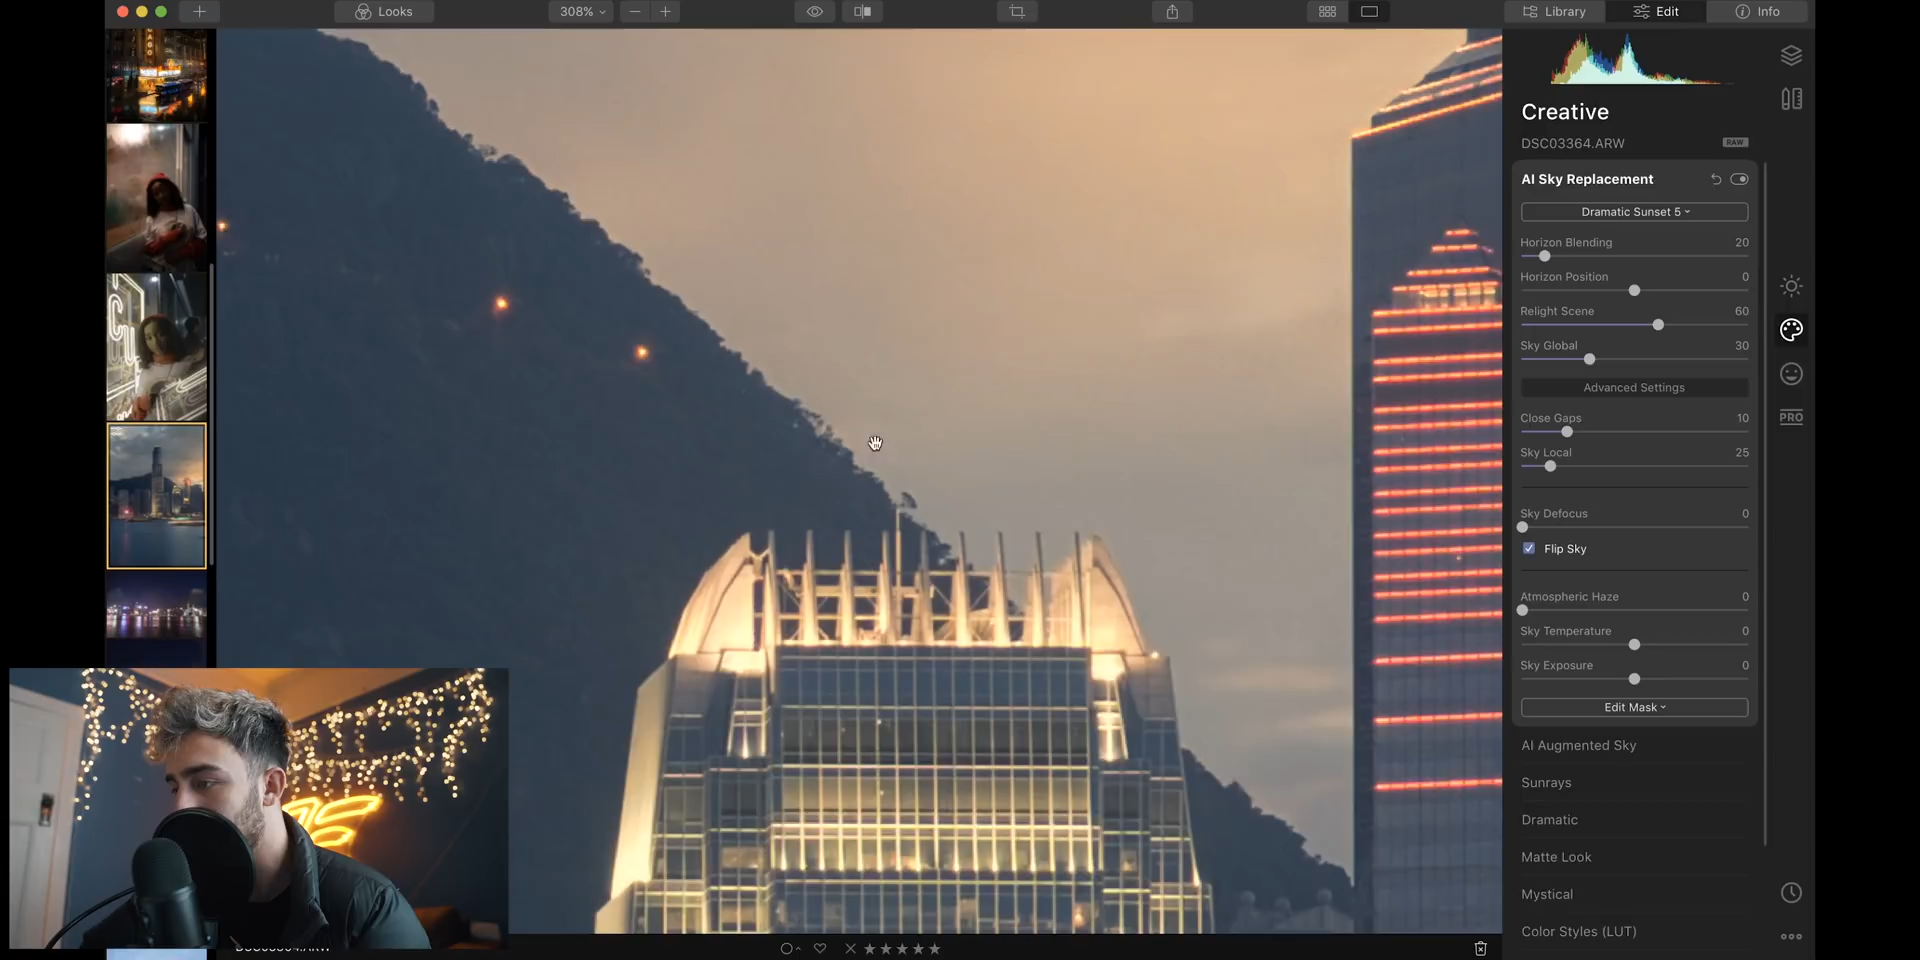 Looks
308%
Library
Edit
Info
Creative
DSC03364.ARW
RAW
AI Sky Replacement
Dramatic Sunset 5
Horizon Blending 20
Horizon Position 0
Relight Scene 60
Sky Global 30
Advanced Settings
Close Gaps 10
Sky Local 25
Sky Defocus 0
Flip Sky
Atmospheric Haze 0
Sky Temperature 0
Sky Exposure 0
Edit Mask
AI Augmented Sky
Sunrays
Dramatic
Matte Look
Mystical
Color Styles (LUT)
PRO